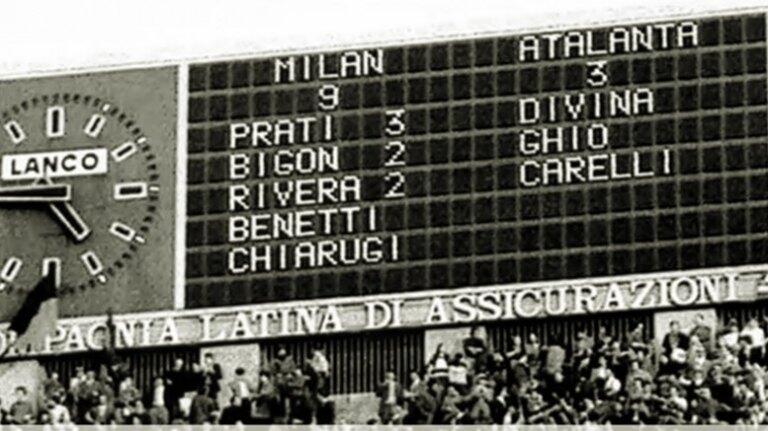 MILAN
9
PRATI 3
BIGON 2
RIVERA 2
BENETTI
CHIARUGI
ATALANTA
3
DIVINA
GHIO
CARELLI
LANCO
COMPAGNIA LATINA DI ASSICURAZIONI